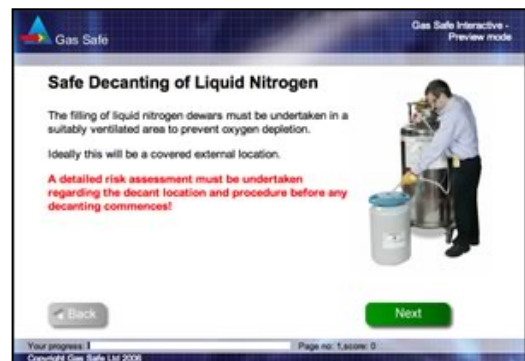 Gas Safe
Gas Safe Interactive -
Preview mode
Safe Decanting of Liquid Nitrogen
The filling of liquid nitrogen dewars must be undertaken in a
suitably ventilated area to prevent oxygen depletion.
Ideally this will be a covered external location.
A detailed risk assessment must be undertaken
regarding the decant location and procedure before any
decanting commences!
Back
Next
Your progress:
Page no: 1,score: 0
Copyright Gas Safe Ltd 2006